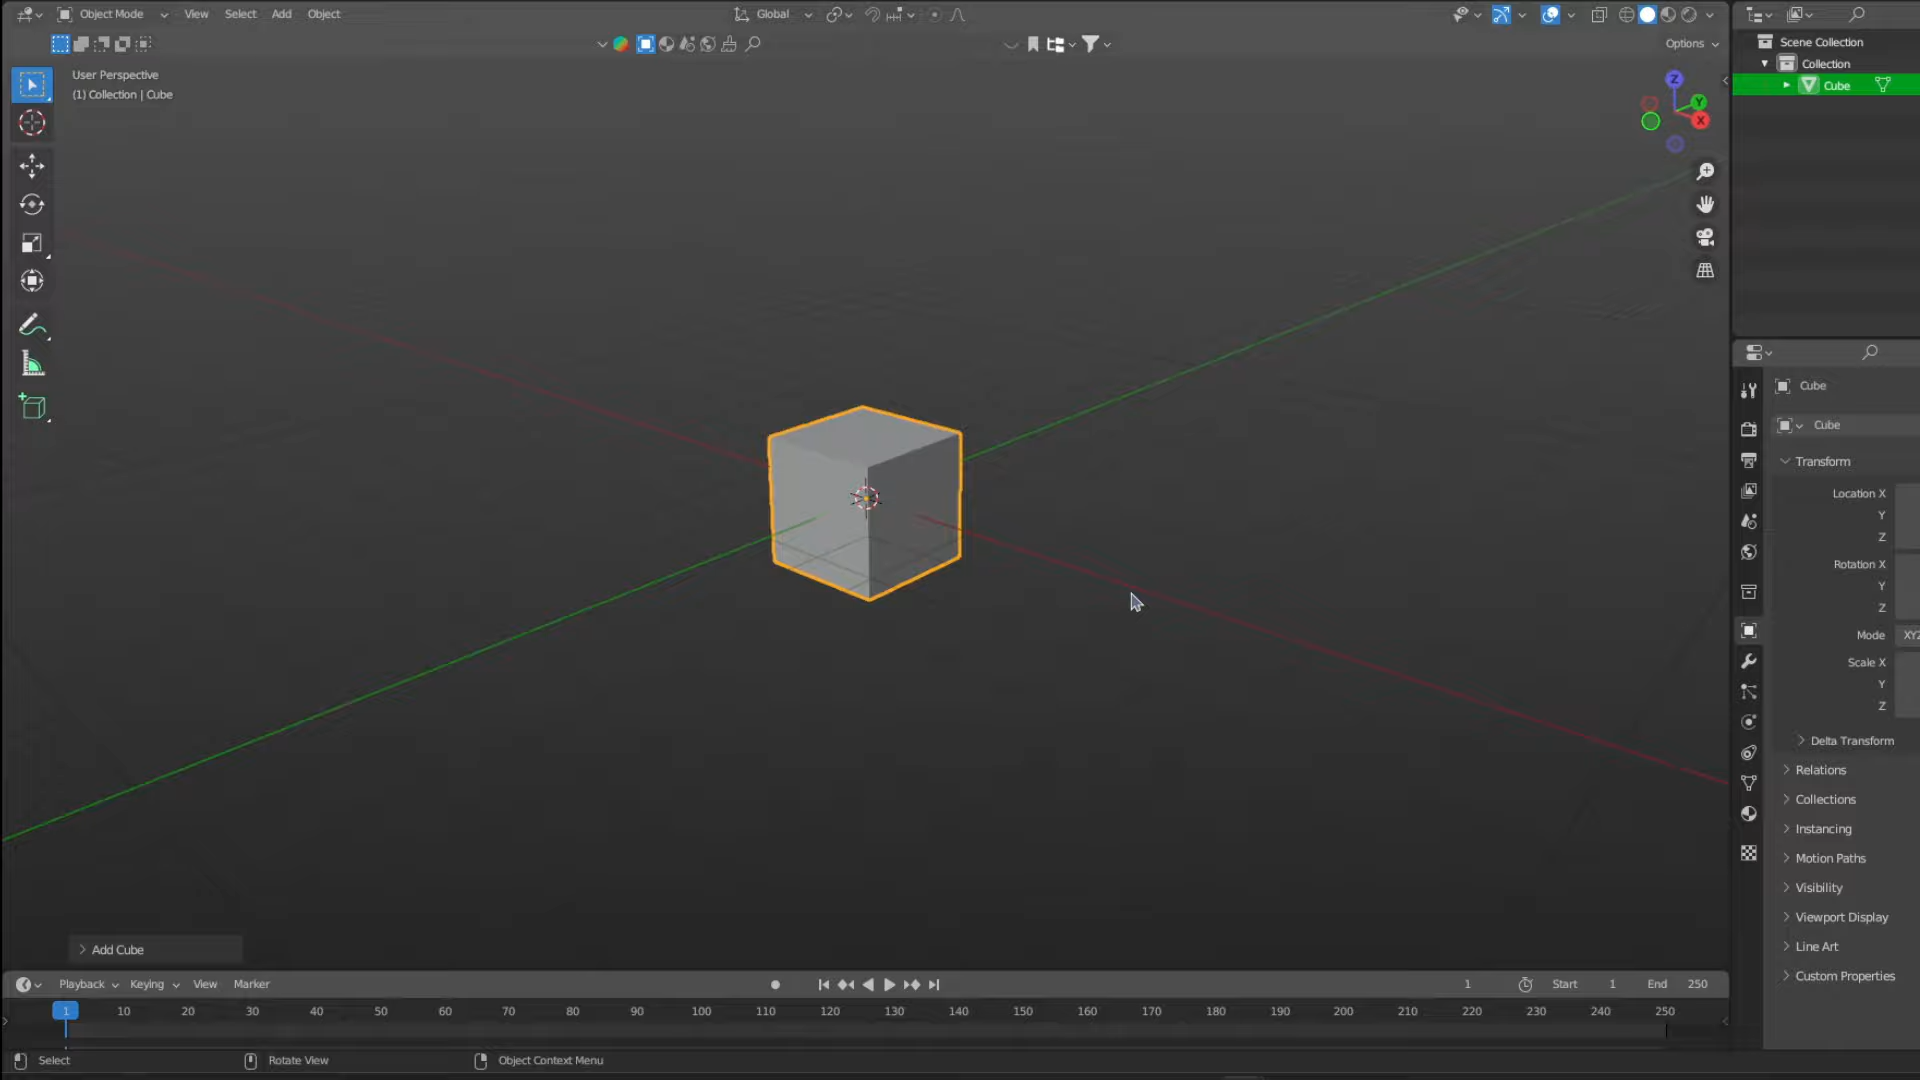 Object Mode View Select Add Object Global
Options
User Perspective
(1) Collection | Cube
Z
Y
X
Add Cube
Playback Keying View Marker 1 Start 1 End 250
1 10 20 30 40 50 60 70 80 90 100 110 120 130 140 150 160 170 180 190 200 210 220 230 240 250
Select Rotate View Object Context Menu
Scene Collection
Collection
Cube
Cube
Cube
Transform
Location X
Y
Z
Rotation X
Y
Z
Mode XYZ
Scale X
Y
Z
Delta Transform
Relations
Collections
Instancing
Motion Paths
Visibility
Viewport Display
Line Art
Custom Properties